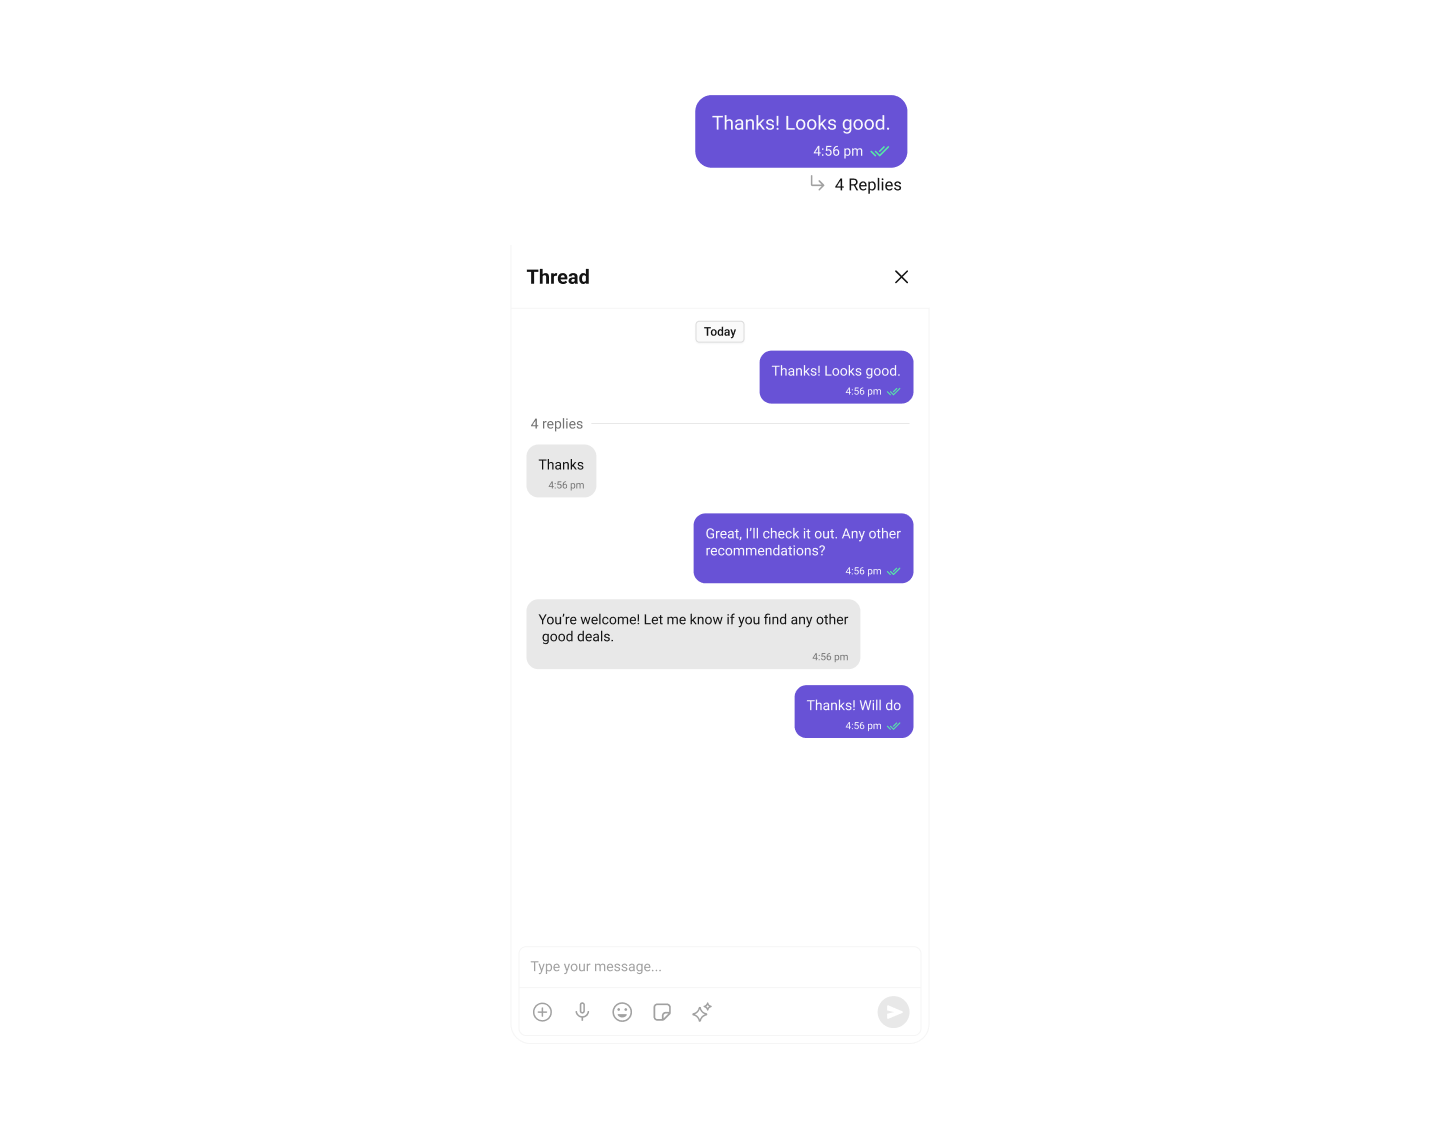 Thanks! Looks good.
4:56 pm
4 Replies
Thread
Today
Thanks! Looks good.
4:56 pm
4 replies
Thanks
4:56 pm
Great, I’ll check it out. Any other
recommendations?
4:56 pm
You’re welcome! Let me know if you find any other
good deals.
4:56 pm
Thanks! Will do
4:56 pm
Type your message...